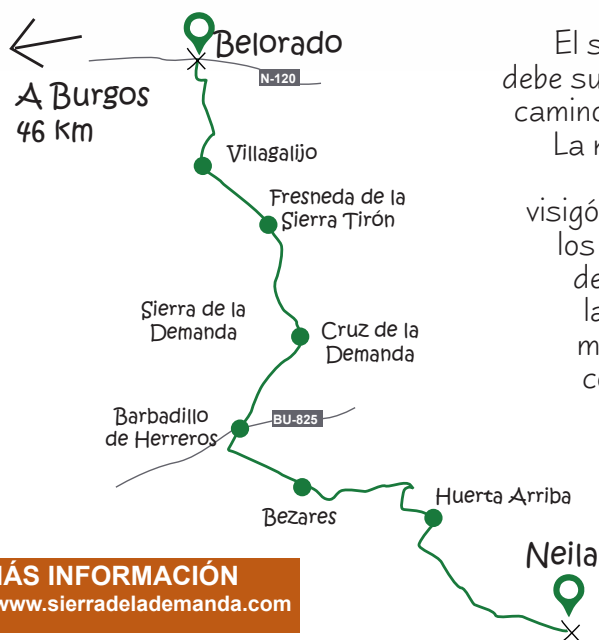 Belorado
N-120
A Burgos
46 Km
Villagalijo
Fresneda de la
Sierra Tirón
Sierra de la
Demanda
Cruz de la
Demanda
Barbadillo
de Herreros
BU-825
Bezares
Huerta Arriba
Neila
El s
debe su
camino
La
visigó
los
de
la
m
co
MÁS INFORMACIÓN
www.sierradelademanda.com